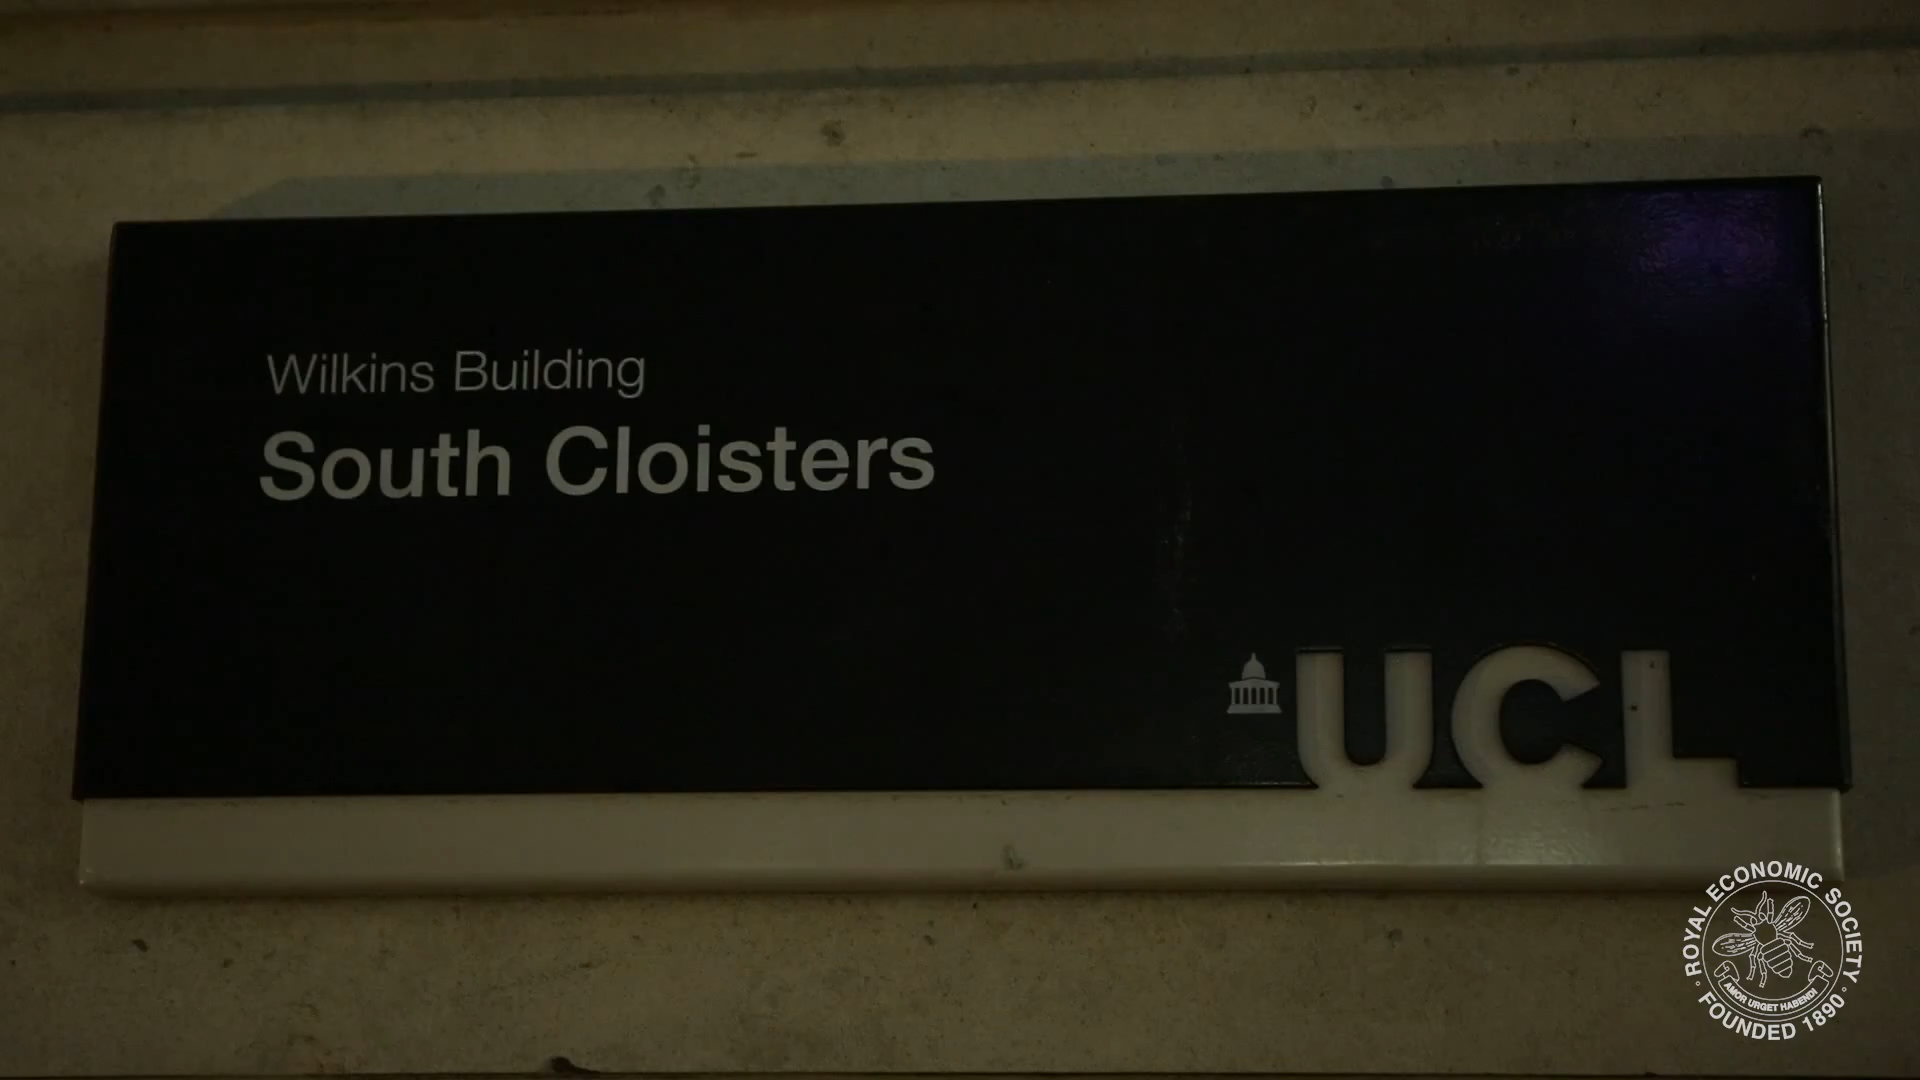 Wilkins Building
South Cloisters
UCL
ROYAL ECONOMIC SOCIETY
AMOR URGET HABENDI
FOUNDED 1890